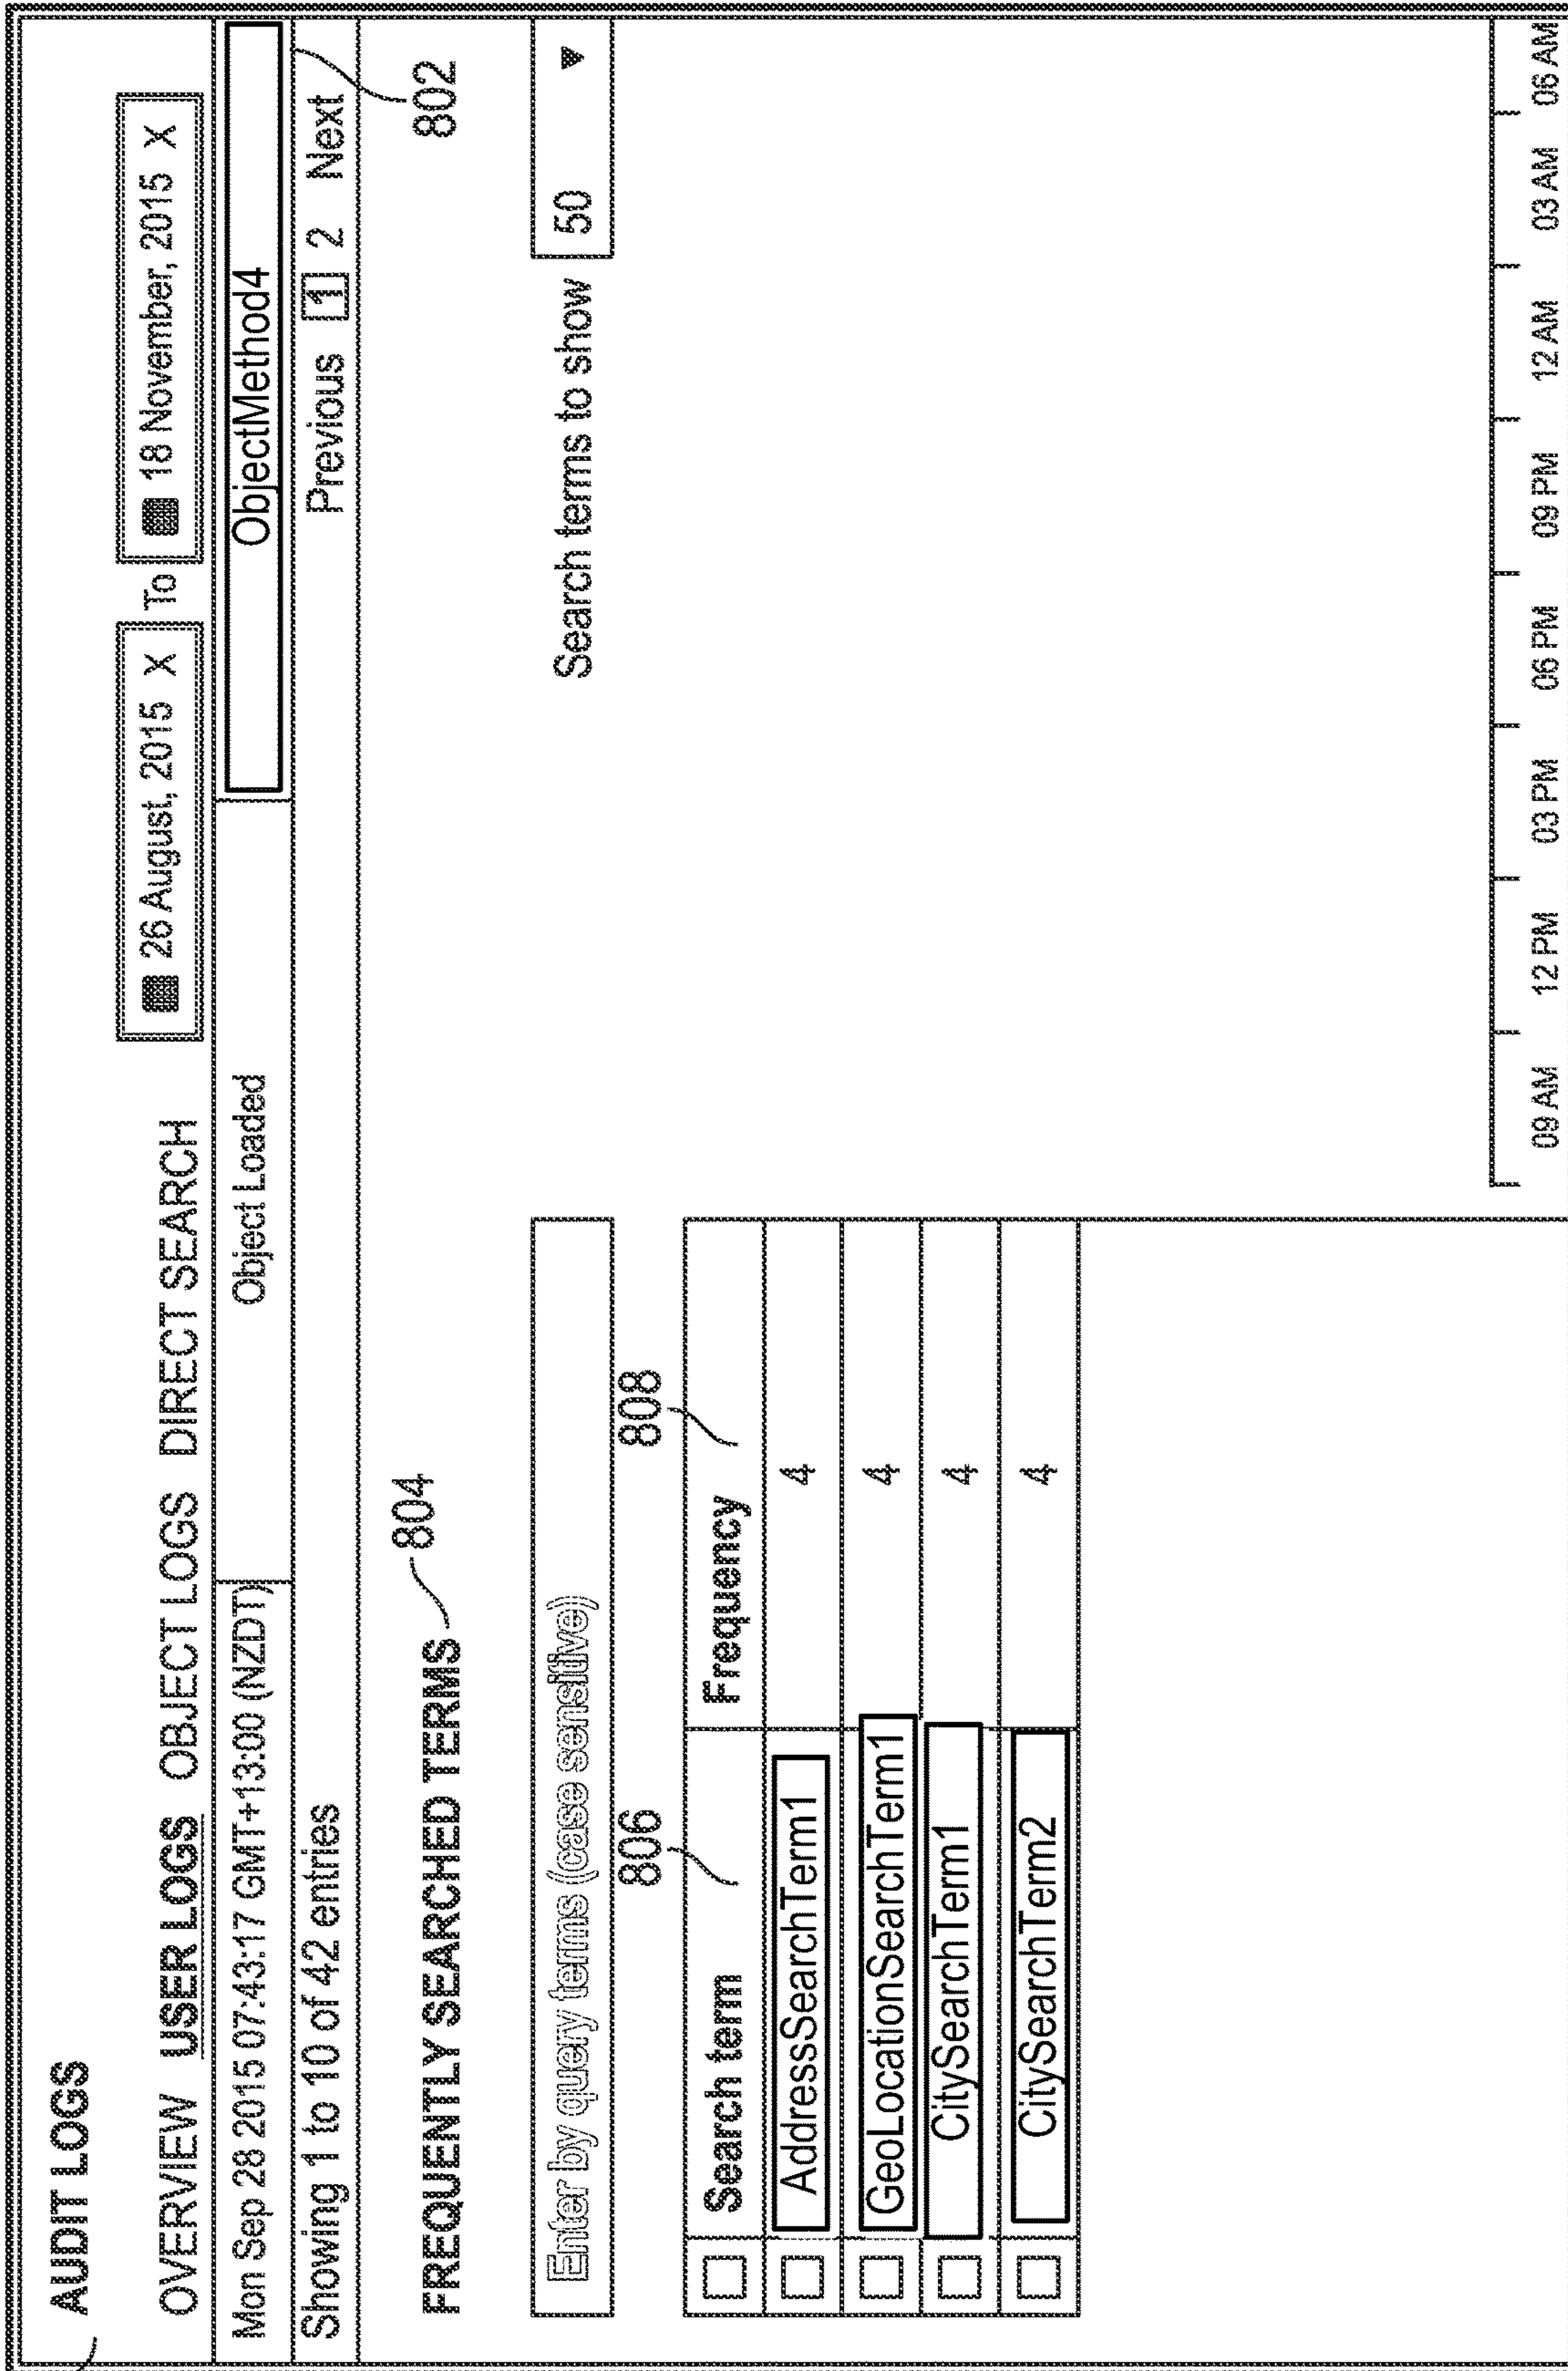 AUDIT LOGS
26 August, 2015 X To 18 November, 2015 X
OVERVIEW USER LOGS OBJECT LOGS DIRECT SEARCH
Mon Sep 28 2015 07:43:17 GMT+13:00 (NZDT) Object Loaded ObjectMethod4
Showing 1 to 10 of 42 entries Previous 1 2 Next
802
804
FREQUENTLY SEARCHED TERMS
Enter by query terms (case sensitive) Search terms to show 50
806 808
Search term Frequency
AddressSearchTerm1 4
GeoLocationSearchTerm1 4
CitySearchTerm1 4
CitySearchTerm2 4
09 AM 12 PM 03 PM 06 PM 09 PM 12 AM 03 AM 06 AM